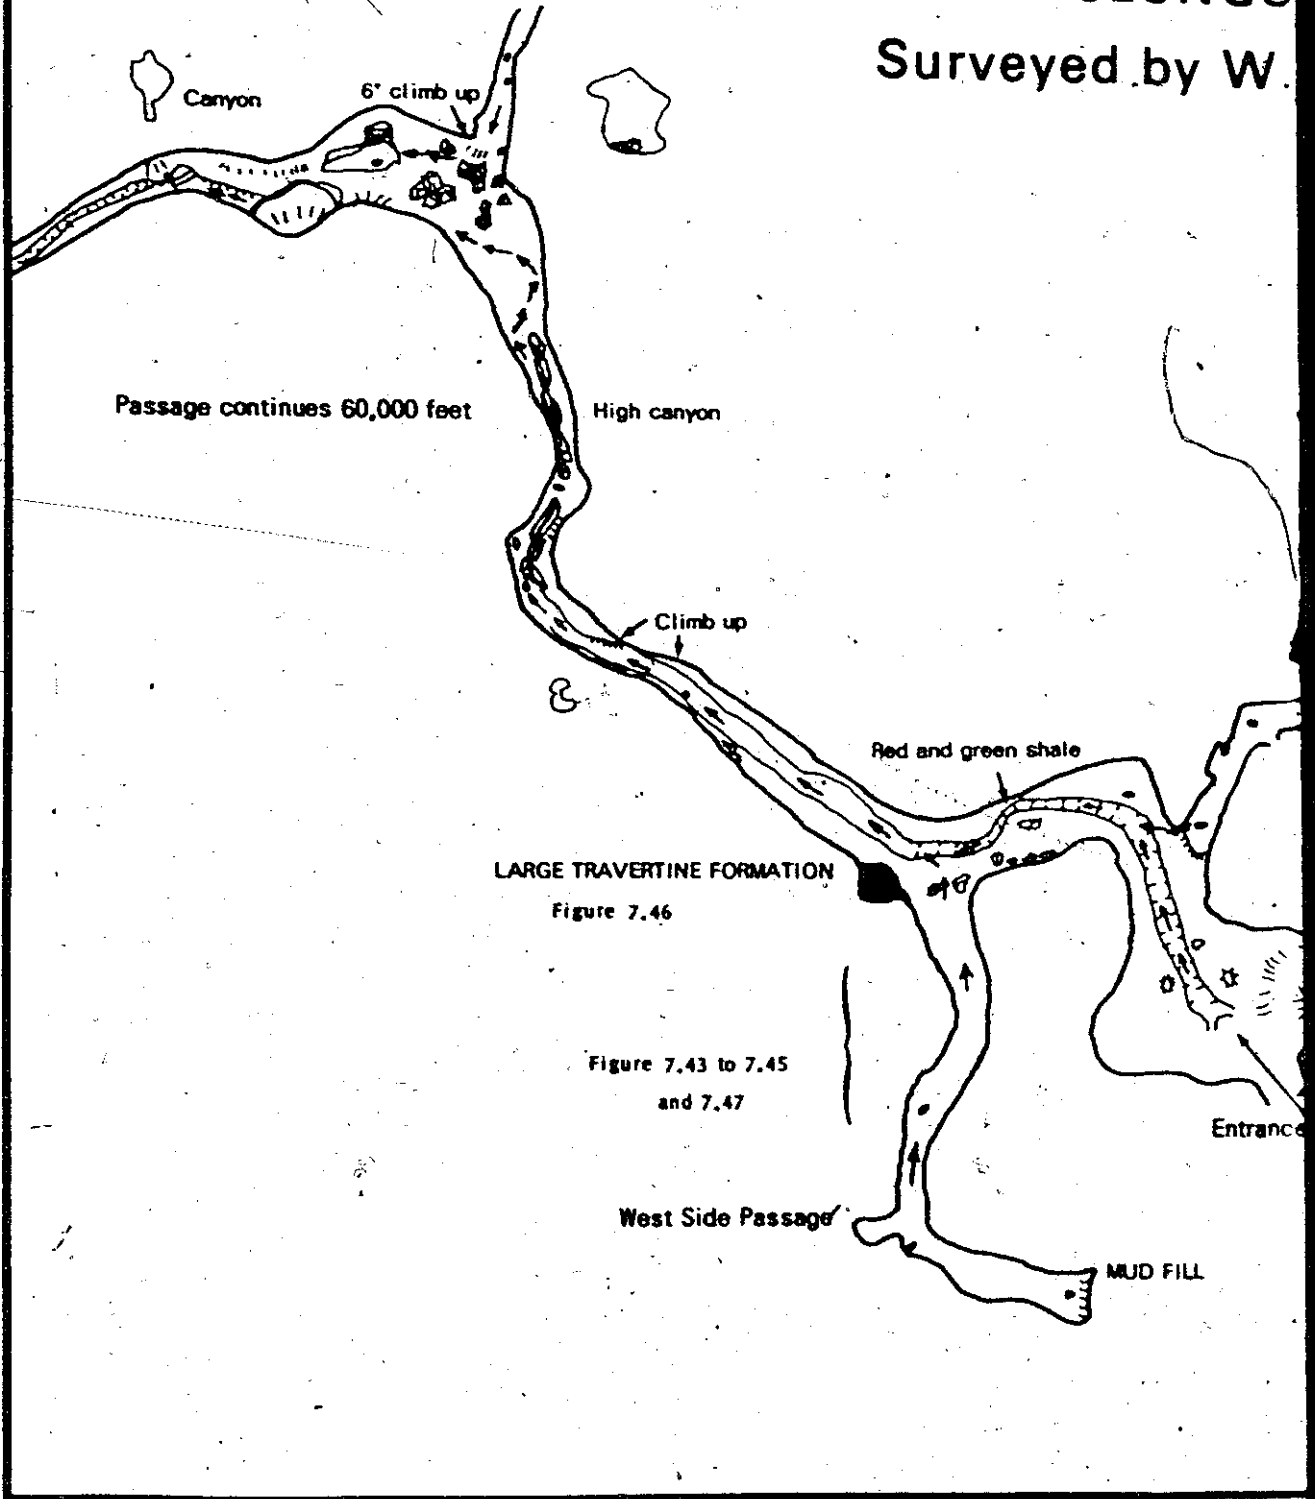 Surveyed by W.
Canyon
6' climb up
Passage continues 60,000 feet
High canyon
Climb up
Red and green shale
LARGE TRAVERTINE FORMATION
Figure 7.46
Figure 7.43 to 7.45
and 7.47
Entrance
West Side Passage
MUD FILL